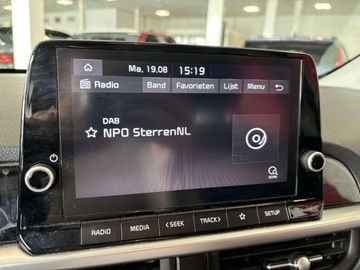 Ma, 19.08 15:19
Radio Band Favorieten Lijst Menu
DAB
NPO SterrenNL
RADIO MEDIA < SEEK TRACK > SETUP